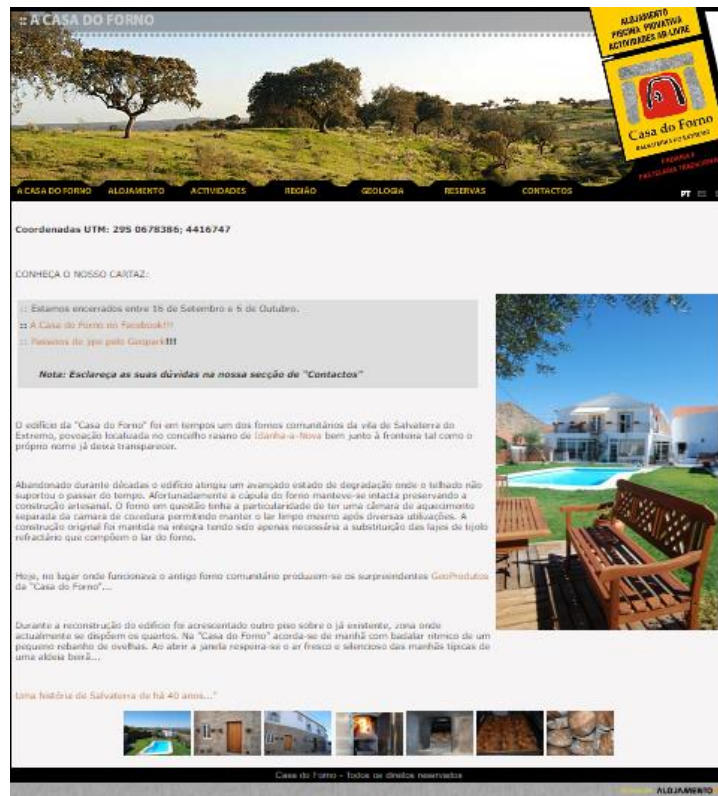 :: A CASA DO FORNO
ALOJAMENTO
PISCINA PRIVATIVA
ACTIVIDADES AR-LIVRE
Casa do Forno
SALVATERRA DO EXTREMO
PADARIA E
PASTELARIA TRADICIONAL
A CASA DO FORNO ALOJAMENTO ACTIVIDADES REGIÃO GEOLOGIA RESERVAS CONTACTOS
PT ES
Coordenadas UTM: 29S 0678386; 4416747
CONHEÇA O NOSSO CARTAZ:
:: Estamos encerrados entre 16 de Setembro e 6 de Outubro.
:: A Casa do Forno no Facebook!!!
:: Passeios de jipe pelo Geopark!!!
Nota: Esclareça as suas dúvidas na nossa secção de "Contactos"
O edifício da "Casa do Forno" foi em tempos um dos fornos comunitários da vila de Salvaterra do
Extremo, povoação localizada no concelho raiano de Idanha-a-Nova bem junto à fronteira tal como o
próprio nome já deixa transparecer.
Abandonado durante décadas o edifício atingiu um avançado estado de degradação onde o telhado não
suportou o passar do tempo. Afortunadamente a cúpula do forno manteve-se intacta preservando a
construção artesanal. O forno em questão tinha a particularidade de ter uma câmara de aquecimento
separada da camara de cozedura permitindo manter o lar limpo mesmo após diversas utilizações. A
construção original foi mantida na integra tendo sido apenas necessária a substituição das lajes de tijolo
refractário que compõem o lar do forno.
Hoje, no lugar onde funcionava o antigo forno comunitário produzem-se os surpreendentes GeoProdutos
da "Casa do Forno"...
Durante a reconstrução do edifício foi acrescentado outro piso sobre o já existente, zona onde
actualmente se dispõem os quartos. Na "Casa do Forno" acorda-se de manhã com badalar ritmico de um
pequeno rebanho de ovelhas. Ao abrir a janela respeira-se o ar fresco e silencioso das manhãs típicas de
uma aldeia beirã...
Uma história de Salvaterra de há 40 anos..."
Casa do Forno - Todos os direitos reservados
ALOJAMENTO